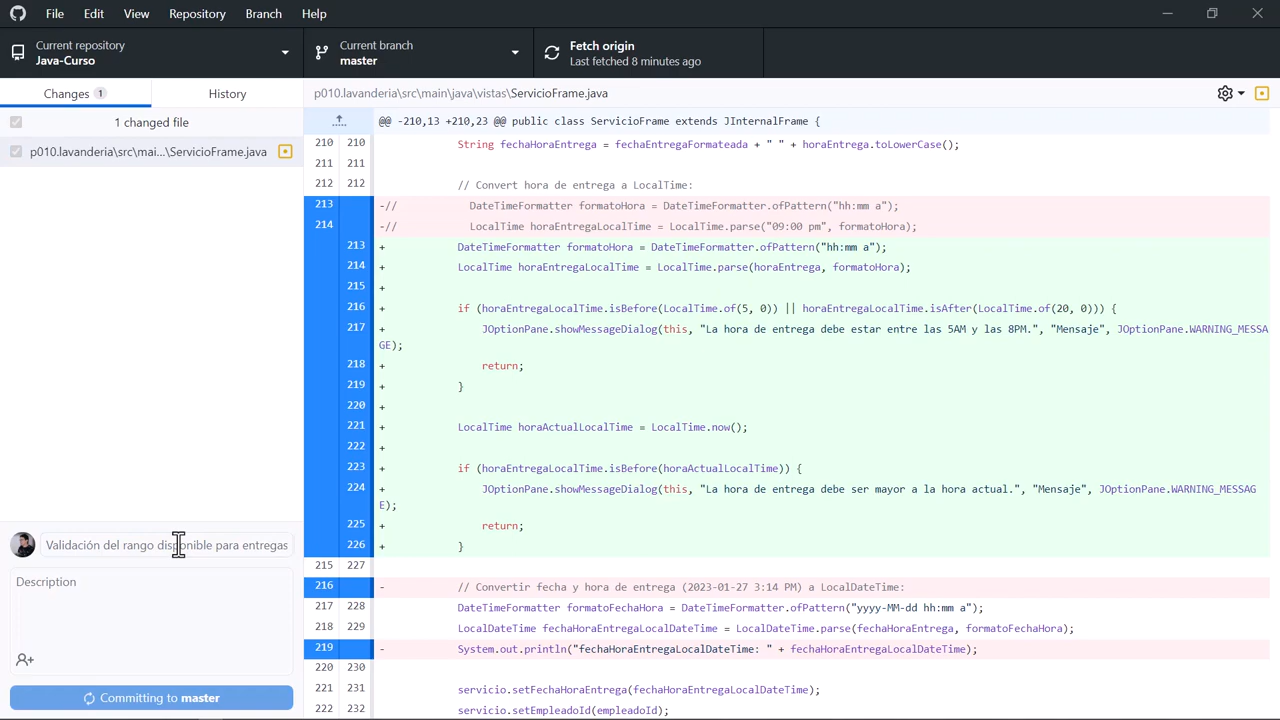 File Edit View Repository Branch Help
Current repository
Java-Curso
Current branch
master
Fetch origin
Last fetched 8 minutes ago
Changes 1 History
p010.lavanderia\src\main\java\vistas\ServicioFrame.java
1 changed file
p010.lavanderia\src\mai...\ServicioFrame.java
@@ -210,13 +210,23 @@ public class ServicioFrame extends JInternalFrame {
210 210 String fechaHoraEntrega = fechaEntregaFormateada + " " + horaEntrega.toLowerCase();
211 211
212 212 // Convert hora de entrega a LocalTime:
213 -// DateTimeFormatter formatoHora = DateTimeFormatter.ofPattern("hh:mm a");
214 -// LocalTime horaEntregaLocalTime = LocalTime.parse("09:00 pm", formatoHora);
213 + DateTimeFormatter formatoHora = DateTimeFormatter.ofPattern("hh:mm a");
214 + LocalTime horaEntregaLocalTime = LocalTime.parse(horaEntrega, formatoHora);
215 +
216 + if (horaEntregaLocalTime.isBefore(LocalTime.of(5, 0)) || horaEntregaLocalTime.isAfter(LocalTime.of(20, 0))) {
217 + JOptionPane.showMessageDialog(this, "La hora de entrega debe estar entre las 5AM y las 8PM.", "Mensaje", JOptionPane.WARNING_MESSA
GE);
218 + return;
219 + }
220 +
221 + LocalTime horaActualLocalTime = LocalTime.now();
222 +
223 + if (horaEntregaLocalTime.isBefore(horaActualLocalTime)) {
224 + JOptionPane.showMessageDialog(this, "La hora de entrega debe ser mayor a la hora actual.", "Mensaje", JOptionPane.WARNING_MESSAG
E);
225 + return;
226 + }
215 227
216 - // Convertir fecha y hora de entrega (2023-01-27 3:14 PM) a LocalDateTime:
217 228 DateTimeFormatter formatoFechaHora = DateTimeFormatter.ofPattern("yyyy-MM-dd hh:mm a");
218 229 LocalDateTime fechaHoraEntregaLocalDateTime = LocalDateTime.parse(fechaHoraEntrega, formatoFechaHora);
219 - System.out.println("fechaHoraEntregaLocalDateTime: " + fechaHoraEntregaLocalDateTime);
220 230
221 231 servicio.setFechaHoraEntrega(fechaHoraEntregaLocalDateTime);
222 232 servicio.setEmpleadoId(empleadoId);
Validación del rango disponible para entregas
Description
Committing to master